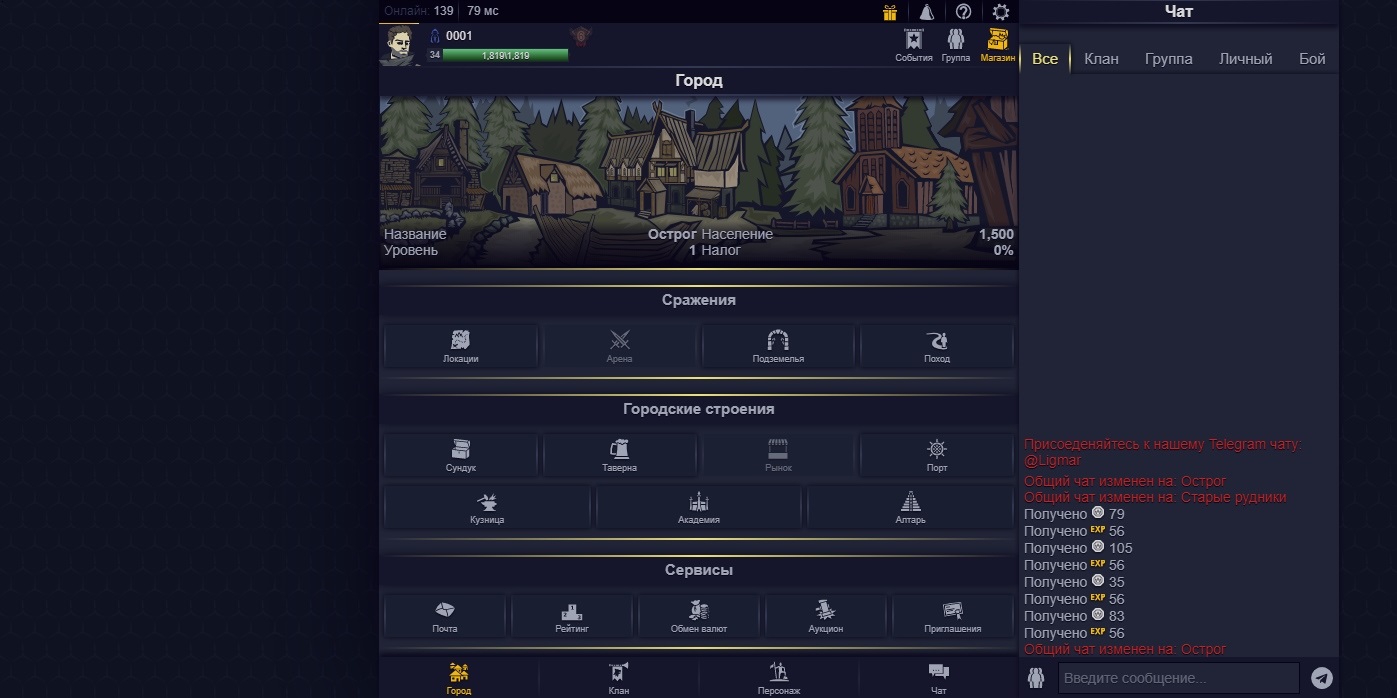 Онлайн: 139 79 мс
0001
34 1,819\1,819
События Группа Магазин
Город
Название Острог Население 1,500
Уровень 1 Налог 0%
Сражения
Локации Арена Подземелья Поход
Городские строения
Сундук Таверна Рынок Порт
Кузница Академия Алтарь
Сервисы
Почта Рейтинг Обмен валют Аукцион Приглашения
Город Клан Персонаж Чат
Чат
Все Клан Группа Личный Бой
Присоеденяйтесь к нашему Telegram чату:
@Ligmar
Общий чат изменен на: Острог
Общий чат изменен на: Старые рудники
Получено 79
Получено EXP 56
Получено 105
Получено EXP 56
Получено 35
Получено EXP 56
Получено 83
Получено EXP 56
Общий чат изменен на: Острог
Введите сообщение...